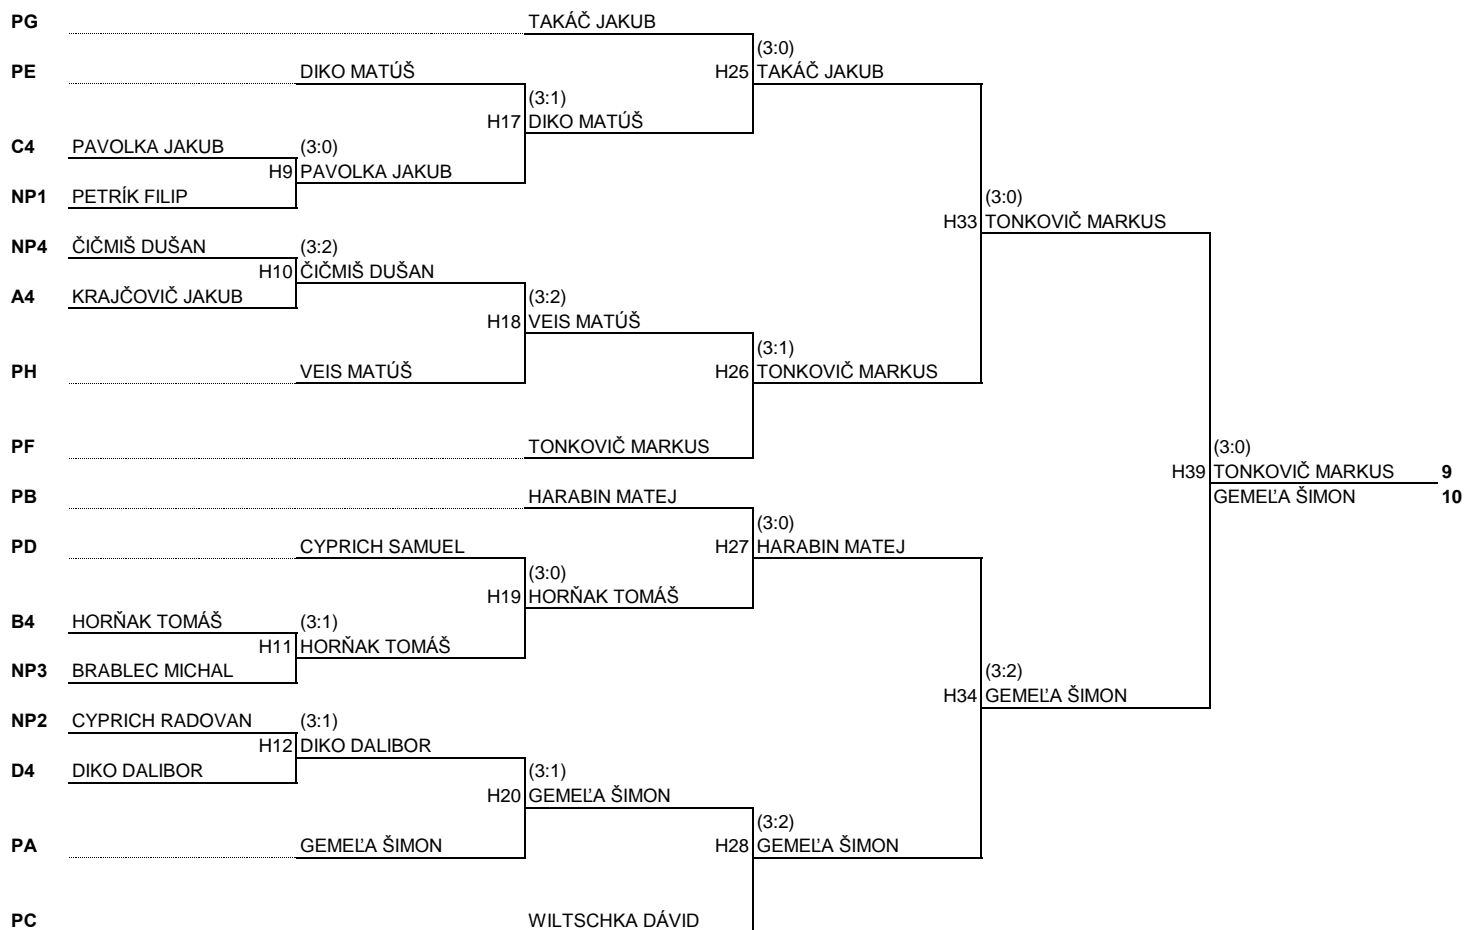 PG TAKÁČ JAKUB
(3:0)
PE DIKO MATÚŠ H25 TAKÁČ JAKUB
(3:1)
H17 DIKO MATÚŠ
C4 PAVOLKA JAKUB (3:0)
H9 PAVOLKA JAKUB
NP1 PETRÍK FILIP (3:0)
H33 TONKOVIČ MARKUS
NP4 ČIČMIŠ DUŠAN (3:2)
H10 ČIČMIŠ DUŠAN
A4 KRAJČOVIČ JAKUB (3:2)
H18 VEIS MATÚŠ
(3:1)
PH VEIS MATÚŠ H26 TONKOVIČ MARKUS
PF TONKOVIČ MARKUS (3:0)
H39 TONKOVIČ MARKUS 9
PB HARABIN MATEJ GEMEĽA ŠIMON 10
(3:0)
PD CYPRICH SAMUEL H27 HARABIN MATEJ
(3:0)
H19 HORŇAK TOMÁŠ
B4 HORŇAK TOMÁŠ (3:1)
H11 HORŇAK TOMÁŠ
NP3 BRABLEC MICHAL (3:2)
H34 GEMEĽA ŠIMON
NP2 CYPRICH RADOVAN (3:1)
H12 DIKO DALIBOR
D4 DIKO DALIBOR (3:1)
H20 GEMEĽA ŠIMON
(3:2)
PA GEMEĽA ŠIMON H28 GEMEĽA ŠIMON
PC WILTSCHKA DÁVID